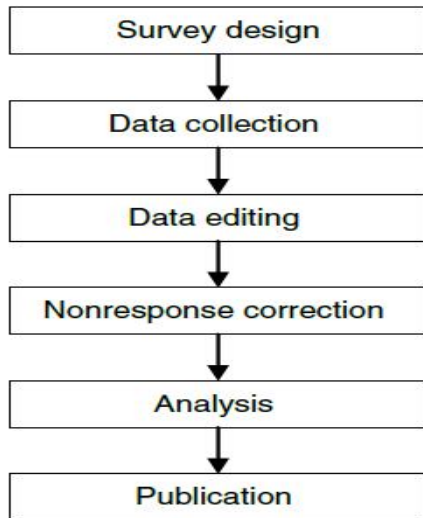 Survey design
Data collection
Data editing
Nonresponse correction
Analysis
Publication